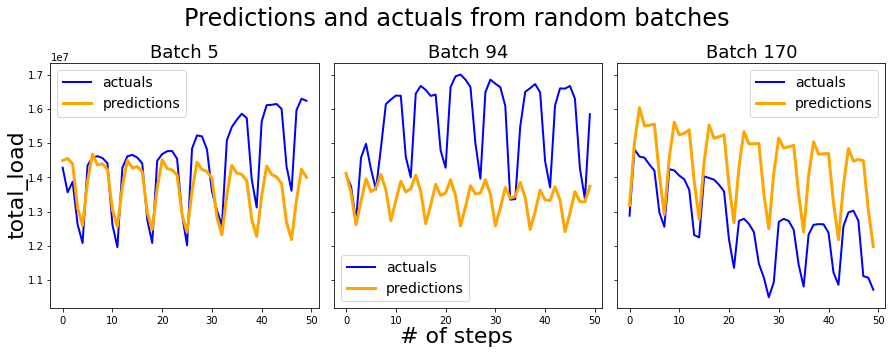 Predictions and actuals from random batches
Batch 5
Batch 94
Batch 170
1e7
1.7
1.6
1.5
1.4
1.3
1.2
1.1
total_load
actuals
predictions
actuals
predictions
actuals
predictions
0 10 20 30 40 50
0 10 20 30 40 50
0 10 20 30 40 50
# of steps